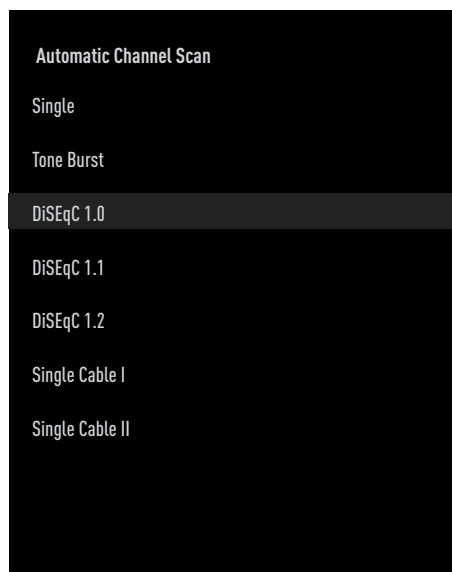 Automatic Channel Scan
Single
Tone Burst
DiSEqC 1.0
DiSEqC 1.1
DiSEqC 1.2
Single Cable I
Single Cable II